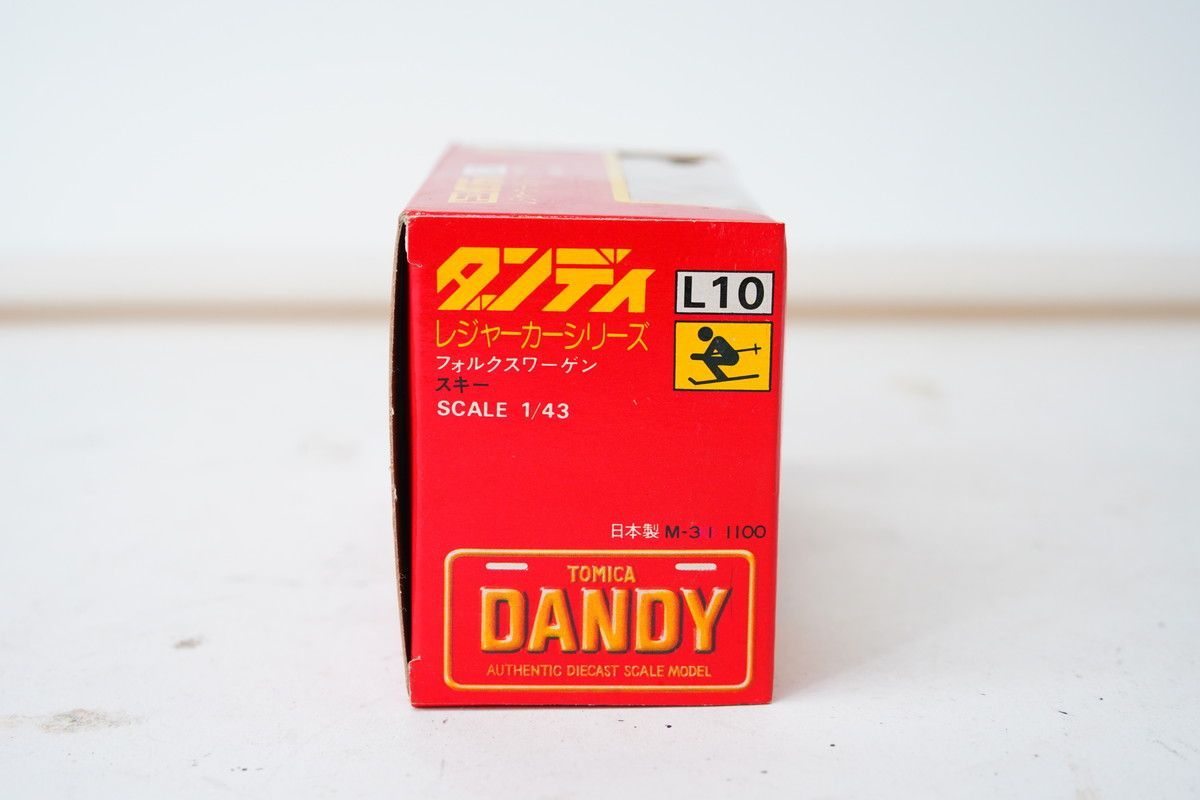 ダンディ
L10
レジャーカーシリーズ
フォルクスワーゲン
スキー
SCALE 1/43
日本製 M-31 1100
TOMICA
DANDY
AUTHENTIC DIECAST SCALE MODEL